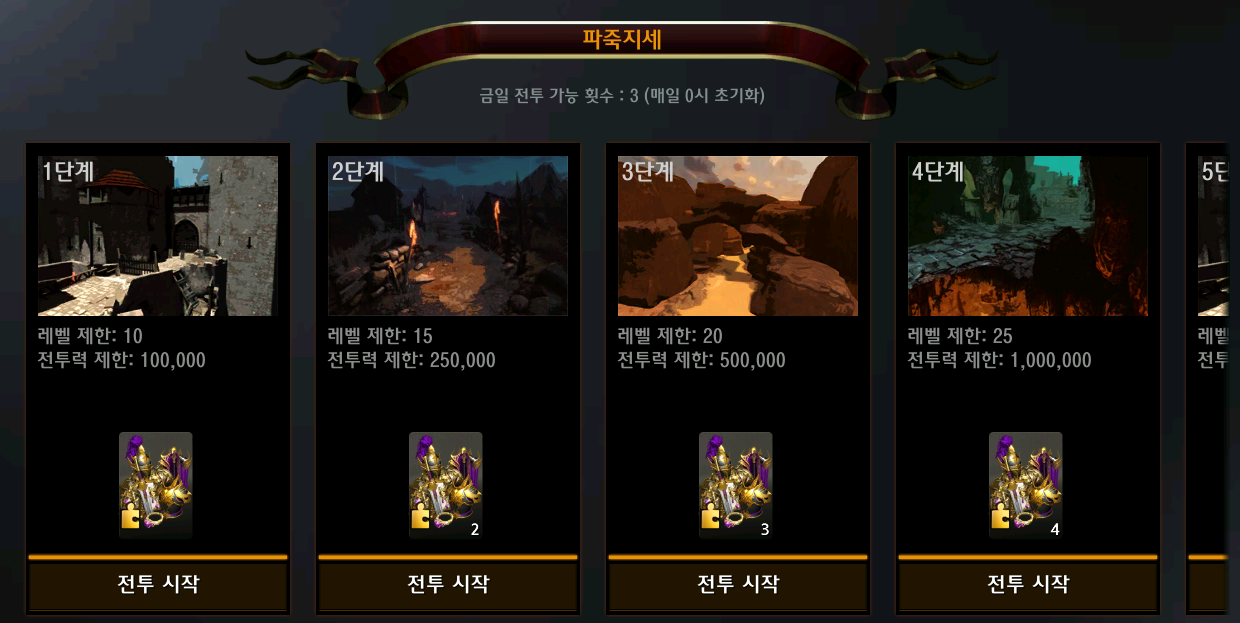 파죽지세
금일 전투 가능 횟수 : 3 (매일 0시 초기화)
1단계
레벨 제한: 10
전투력 제한: 100,000
전투 시작
2단계
레벨 제한: 15
전투력 제한: 250,000
2
전투 시작
3단계
레벨 제한: 20
전투력 제한: 500,000
3
전투 시작
4단계
레벨 제한: 25
전투력 제한: 1,000,000
4
전투 시작
레벨
전투